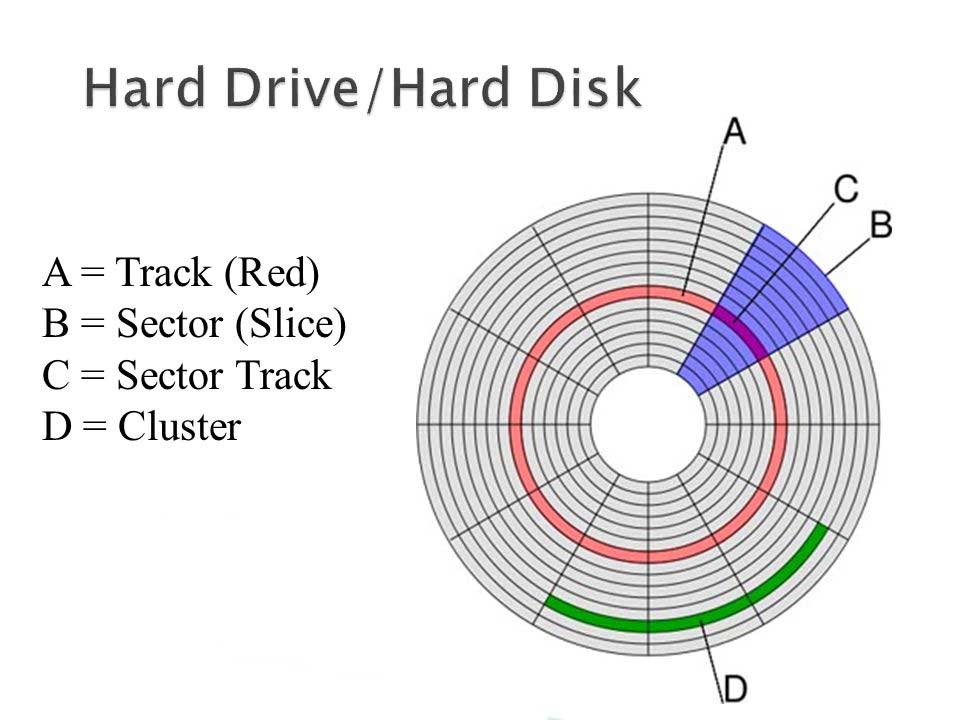 Hard Drive/Hard Disk
A
C
B
A = Track (Red)
B = Sector (Slice)
C = Sector Track
D = Cluster
D